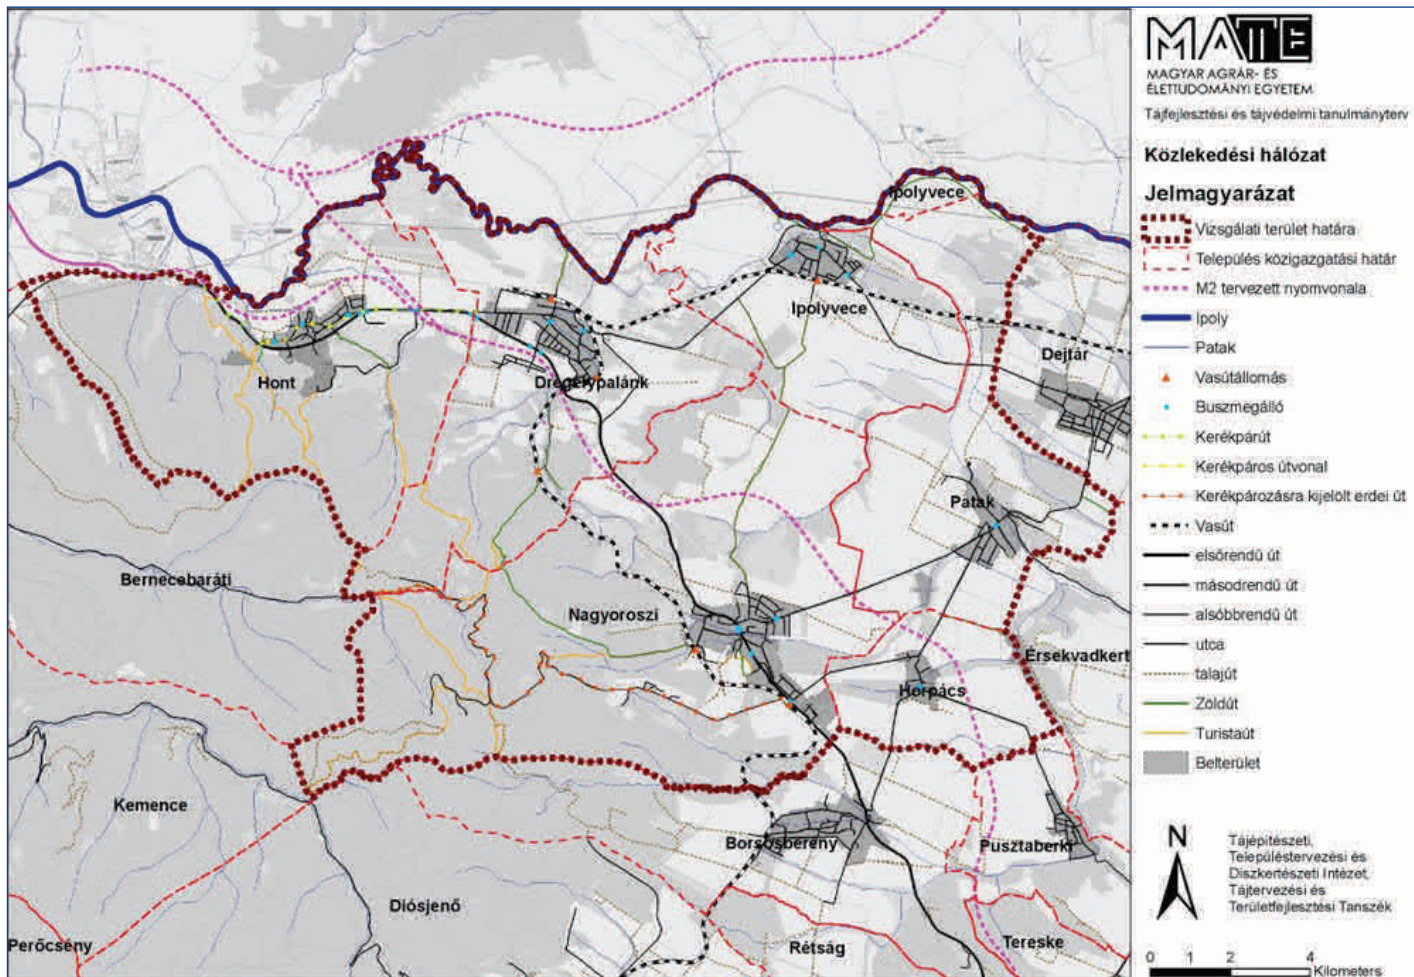 MATE
MAGYAR AGRÁR- ÉS
ÉLETTUDOMÁNYI EGYETEM
Tájfejlesztési és tájvédelmi tanulmányterv
Közlekedési hálózat
Jelmagyarázat
Vizsgálati terület határa
Település közigazgatási határ
M2 tervezett nyomvonala
Ipoly
Patak
Vasútállomás
Buszmegálló
Kerékpárút
Kerékpáros útvonal
Kerékpározásra kijelölt erdei út
Vasút
elsőrendű út
másodrendű út
alsóbbrendű út
utca
talajút
Zöldút
Turistaút
Belterület
N
Tájépítészeti,
Településtervezési és
Díszkertészeti Intézet,
Tájtervezési és
Területfejlesztési Tanszék
0 1 2 4
Kilometers
Ipolyvece
Ipolyvece
Dejtár
Hont
Drégelypalánk
Patak
Bernecebaráti
Nagyoroszi
Érsekvadkert
Horpács
Kemence
Borsosberény
Pusztaberki
Diósjenő
Perőcsény
Rétság
Tereske